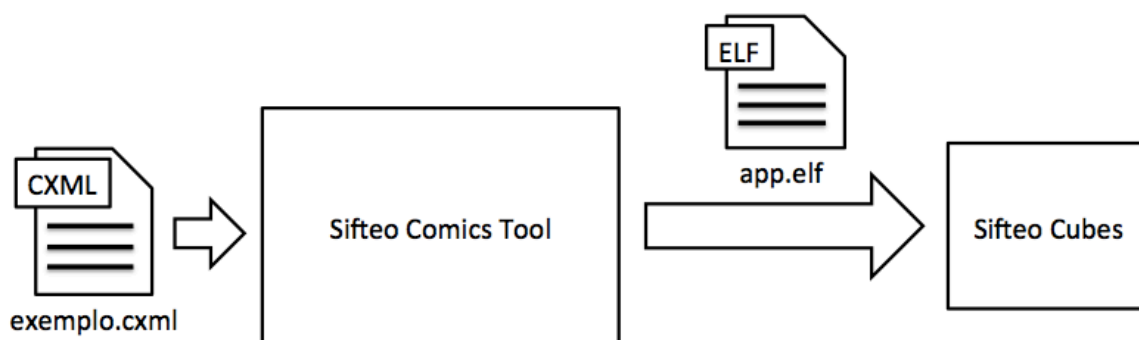 CXML
exemplo.cxml
Sifteo Comics Tool
ELF
app.elf
Sifteo Cubes